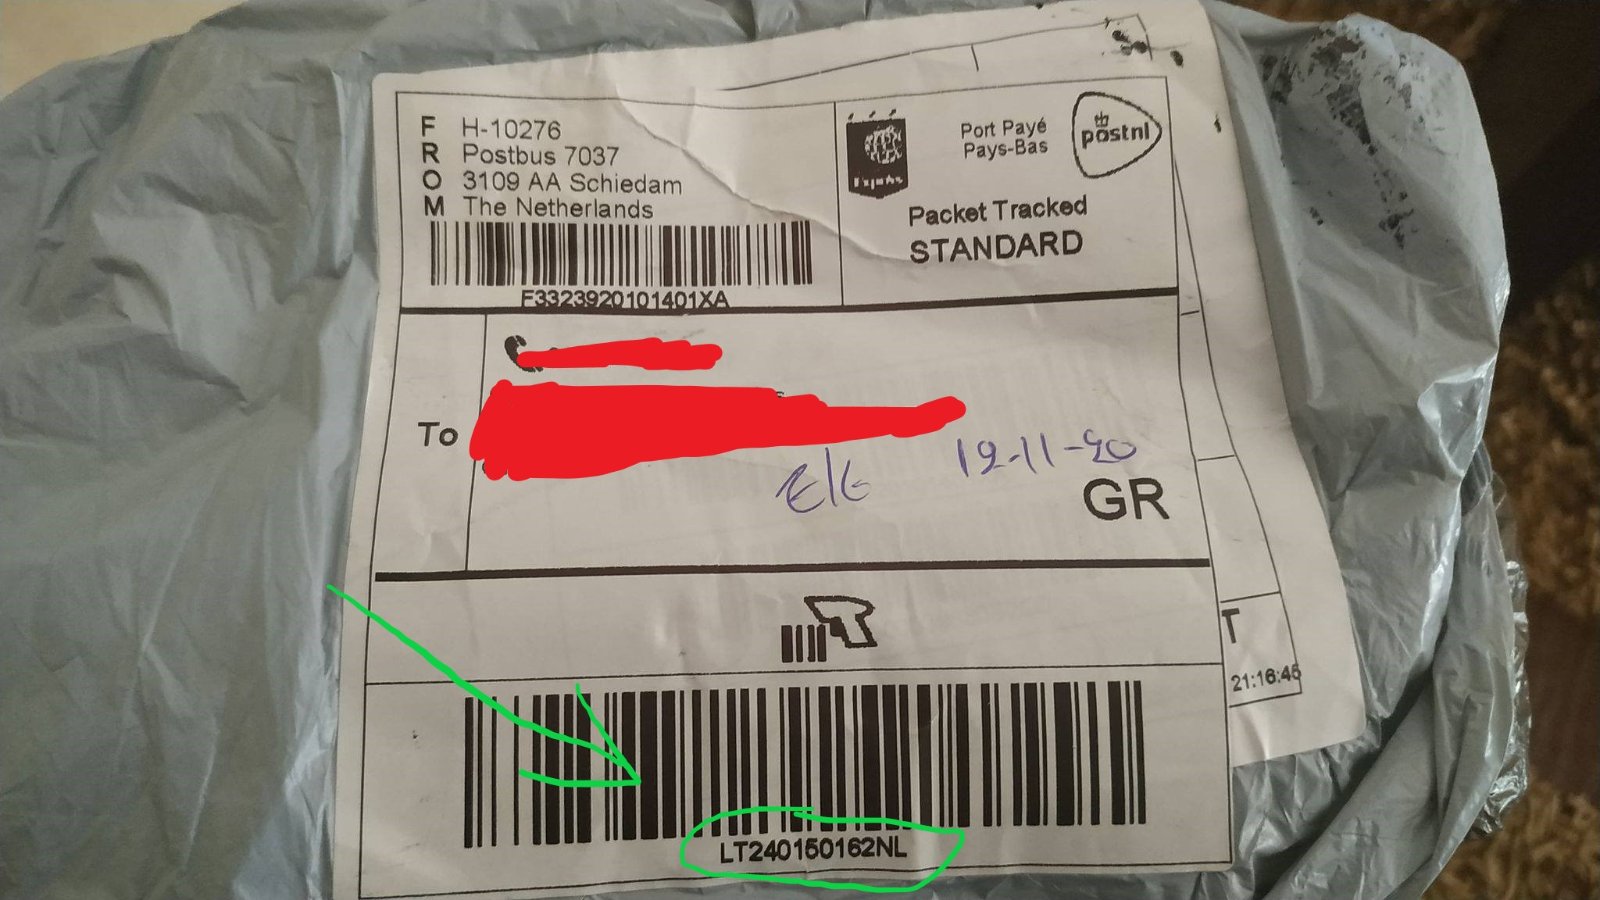 FROM
H-10276
Postbus 7037
3109 AA Schiedam
The Netherlands
F3323920101401XA
Port Payé
Pays-Bas
postnl
Packet Tracked
STANDARD
To
12-11-20
GR
T
21:16:45
LT240150162NL